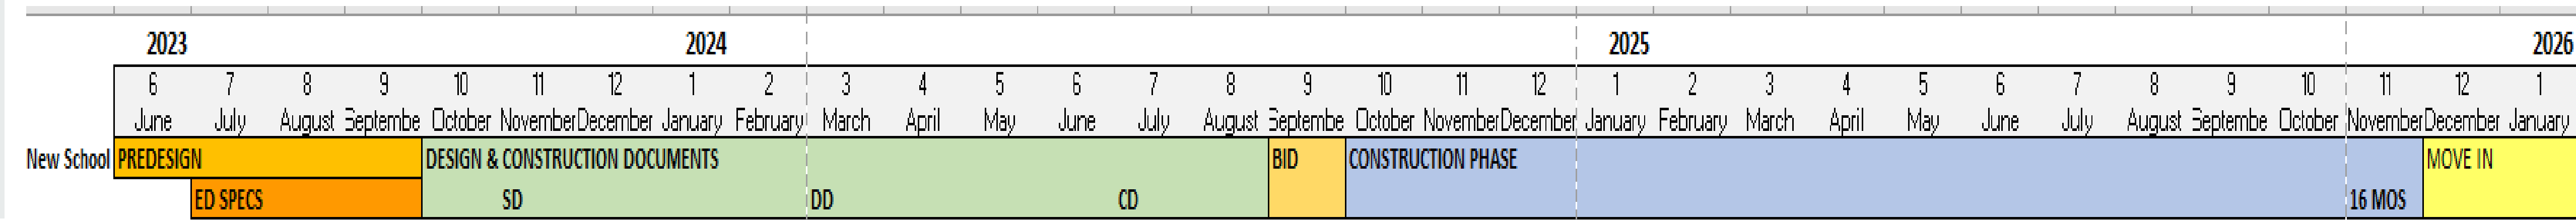 2023 2024 2025 2026
6 7 8 9 10 11 12 1 2 3 4 5 6 7 8 9 10 11 12 1 2 3 4 5 6 7 8 9 10 11 12 1
June July August Septembe October November December January February March April May June July August Septembe October November December January February March April May June July August Septembe October November December January
New School PREDESIGN DESIGN & CONSTRUCTION DOCUMENTS BID CONSTRUCTION PHASE MOVE IN
ED SPECS SD DD CD 16 MOS